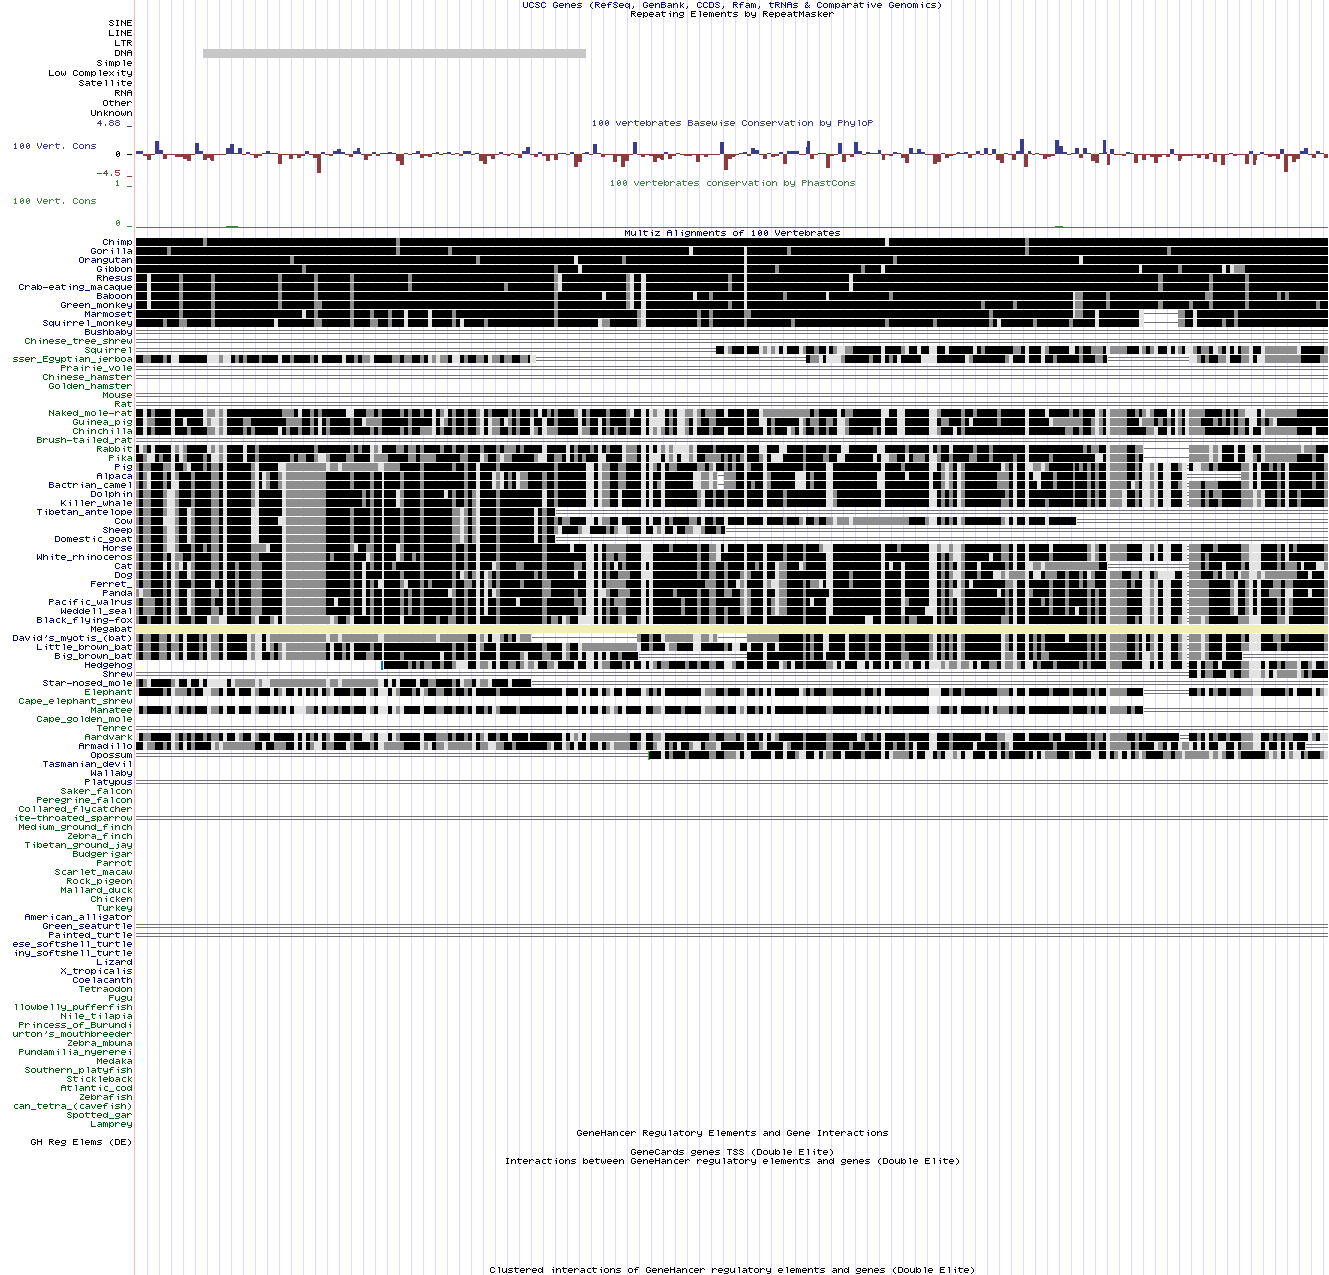 UCSC Genes (RefSeq, GenBank, CCDS, Rfam, tRNAs & Comparative Genomics)
Repeating Elements by RepeatMasker
SINE
LINE
LTR
DNA
Simple
Low Complexity
Satellite
RNA
Other
Unknown
4.88 _
100 vertebrates Basewise Conservation by PhyloP
100 Vert. Cons
0 _
-4.5 _
1 _
100 vertebrates conservation by PhastCons
100 Vert. Cons
0 _
Multiz Alignments of 100 Vertebrates
Chimp
Gorilla
Orangutan
Gibbon
Rhesus
Crab-eating_macaque
Baboon
Green_monkey
Marmoset
Squirrel_monkey
Bushbaby
Chinese_tree_shrew
Squirrel
sser_Egyptian_jerboa
Prairie_vole
Chinese_hamster
Golden_hamster
Mouse
Rat
Naked_mole-rat
Guinea_pig
Chinchilla
Brush-tailed_rat
Rabbit
Pika
Pig
Alpaca
Bactrian_camel
Dolphin
Killer_whale
Tibetan_antelope
Cow
Sheep
Domestic_goat
Horse
White_rhinoceros
Cat
Dog
Ferret_
Panda
Pacific_walrus
Weddell_seal
Black_flying-fox
Megabat
David's_myotis_(bat)
Little_brown_bat
Big_brown_bat
Hedgehog
Shrew
Star-nosed_mole
Elephant
Cape_elephant_shrew
Manatee
Cape_golden_mole
Tenrec
Aardvark
Armadillo
Opossum
Tasmanian_devil
Wallaby
Platypus
Saker_falcon
Peregrine_falcon
Collared_flycatcher
ite-throated_sparrow
Medium_ground_finch
Zebra_finch
Tibetan_ground_jay
Budgerigar
Parrot
Scarlet_macaw
Rock_pigeon
Mallard_duck
Chicken
Turkey
American_alligator
Green_seaturtle
Painted_turtle
ese_softshell_turtle
iny_softshell_turtle
Lizard
X_tropicalis
Coelacanth
Tetraodon
Fugu
llowbelly_pufferfish
Nile_tilapia
Princess_of_Burundi
urton's_mouthbreeder
Zebra_mbuna
Pundamilia_nyererei
Medaka
Southern_platyfish
Stickleback
Atlantic_cod
Zebrafish
can_tetra_(cavefish)
Spotted_gar
Lamprey
GeneHancer Regulatory Elements and Gene Interactions
GH Reg Elems (DE)
GeneCards genes TSS (Double Elite)
Interactions between GeneHancer regulatory elements and genes (Double Elite)
Clustered interactions of GeneHancer regulatory elements and genes (Double Elite)